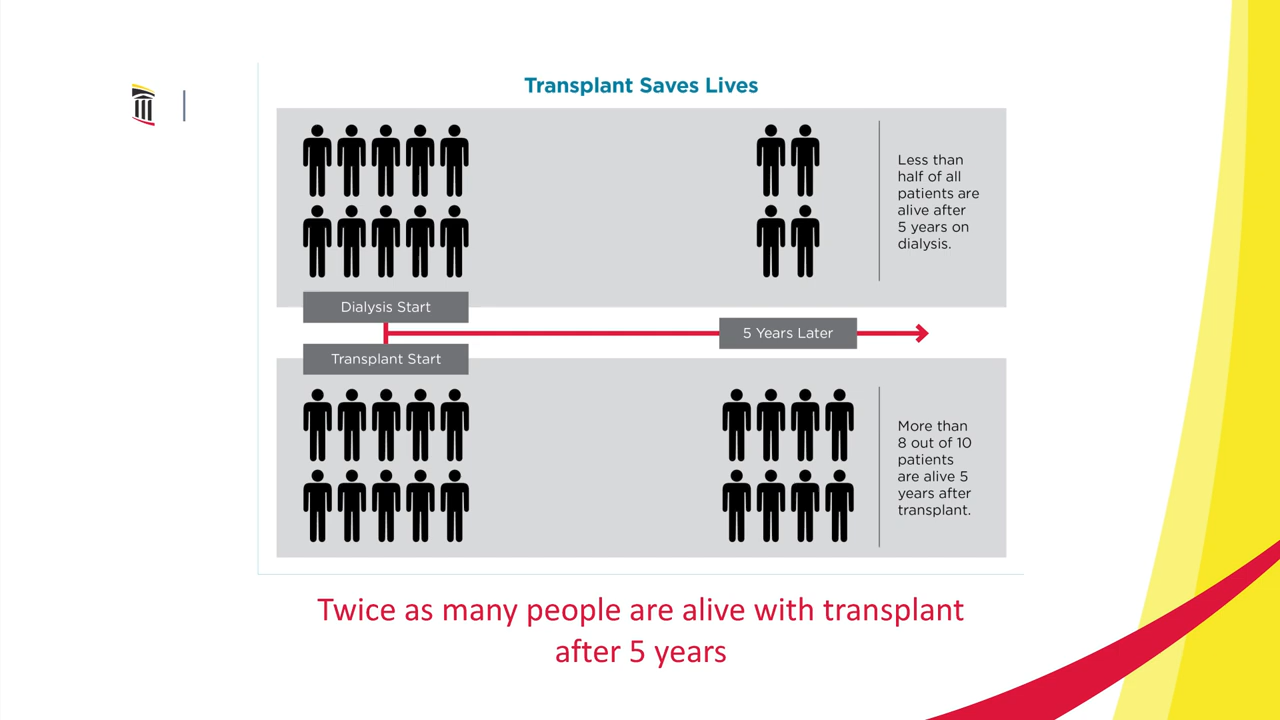 Transplant Saves Lives
Less than
half of all
patients are
alive after
5 years on
dialysis.
Dialysis Start
5 Years Later
Transplant Start
More than
8 out of 10
patients
are alive 5
years after
transplant.
Twice as many people are alive with transplant
after 5 years